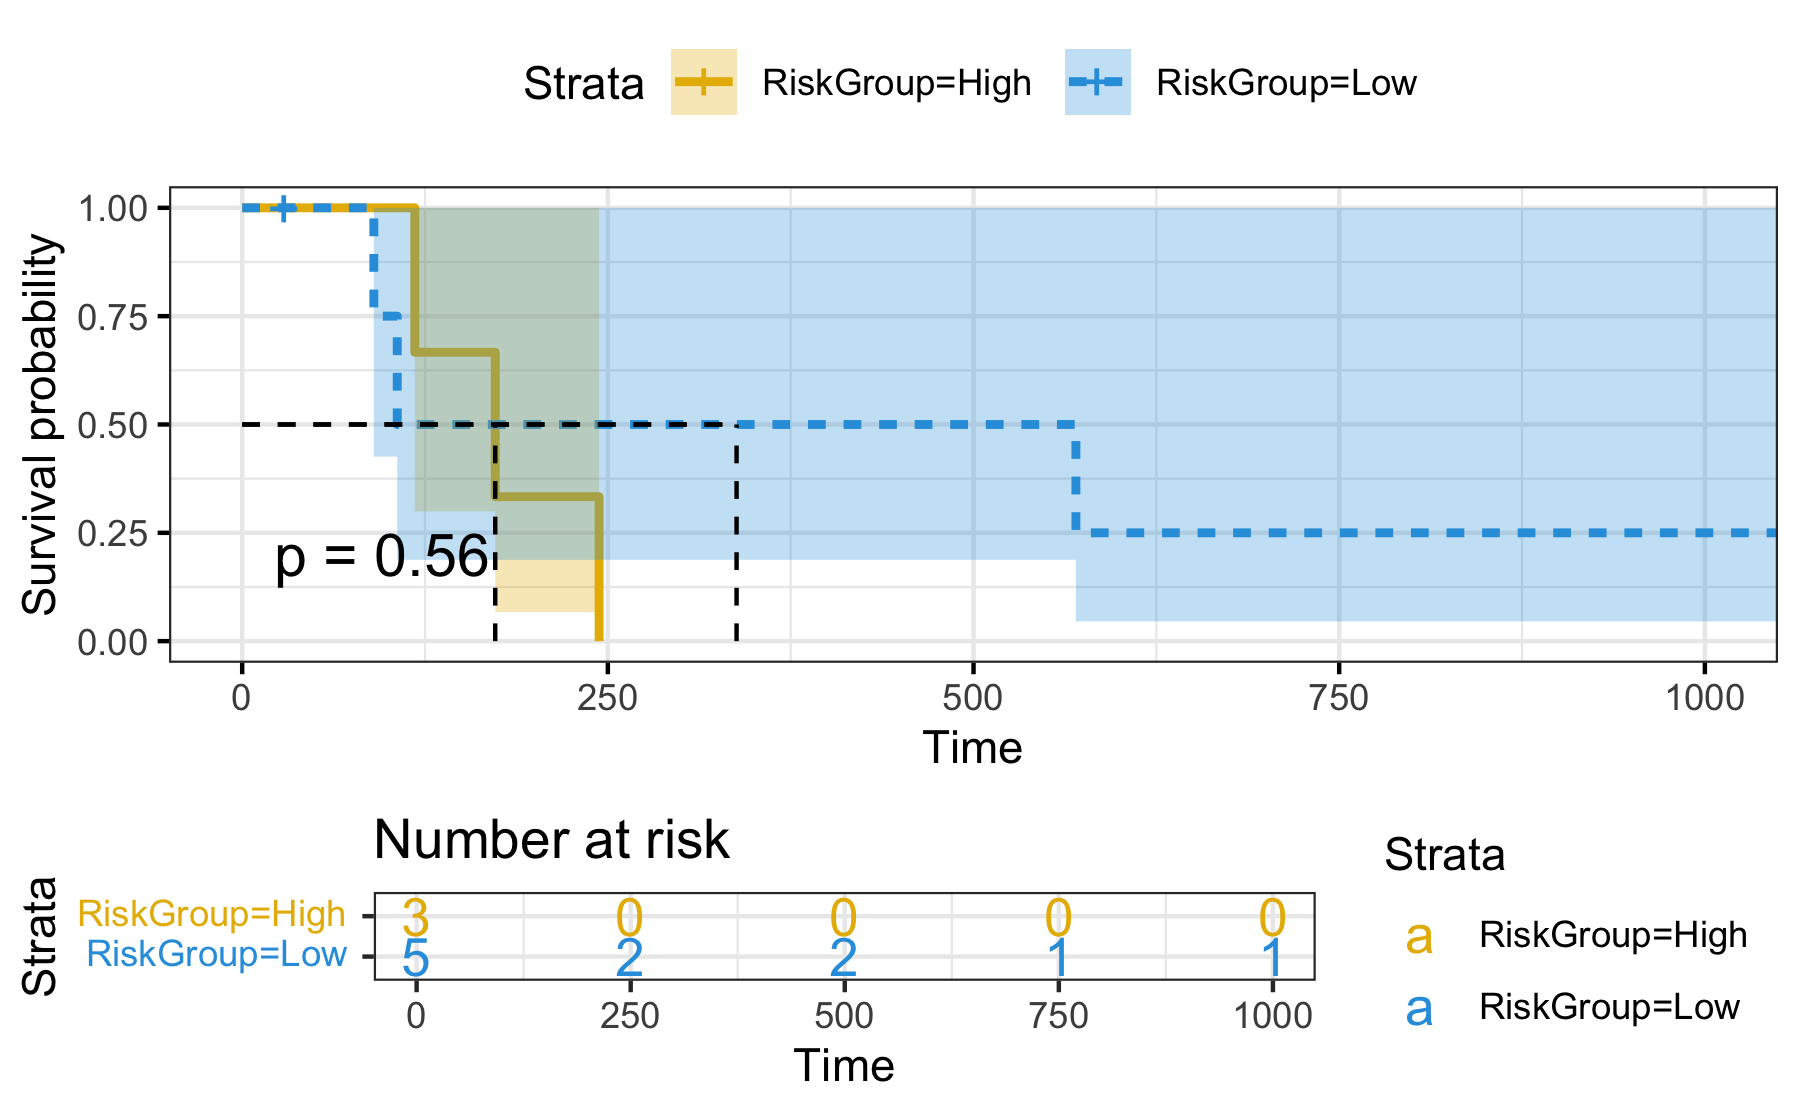 Strata RiskGroup=High RiskGroup=Low
Survival probability
1.00
0.75
0.50
0.25
0.00
p = 0.56
0 250 500 750 1000
Time
Number at risk
Strata
RiskGroup=High 3 0 0 0 0
RiskGroup=Low 5 2 2 1 1
0 250 500 750 1000
Time
Strata
a RiskGroup=High
a RiskGroup=Low